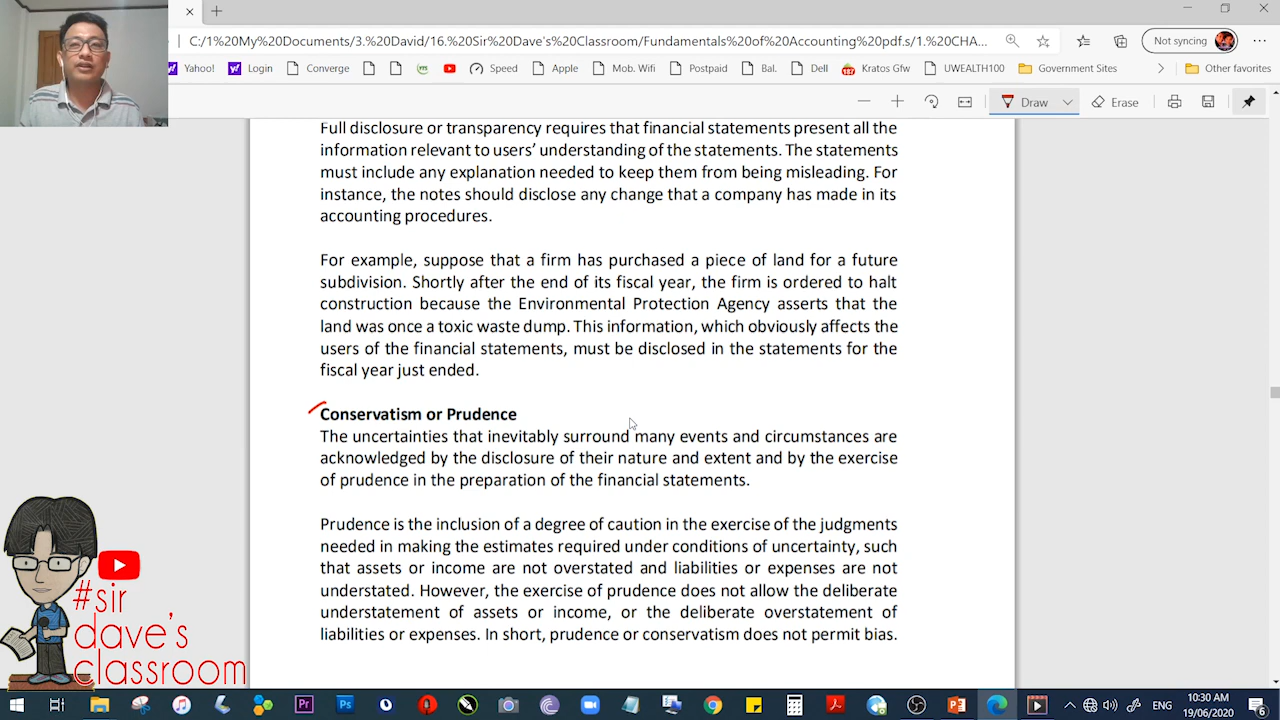 C:/1%20My%20Documents/3.%20David/16.%20Sir%20Dave's%20Classroom/Fundamentals%20of%20Accounting%20pdf.s/1.%20CHA...
Not syncing
Yahoo!
Login
Converge
Speed
Apple
Mob. Wifi
Postpaid
Bal.
Dell
187
Kratos Gfw
UWEALTH100
Government Sites
Other favorites
Draw
Erase
Full disclosure or transparency requires that financial statements present all the
information relevant to users' understanding of the statements. The statements
must include any explanation needed to keep them from being misleading. For
instance, the notes should disclose any change that a company has made in its
accounting procedures.
For example, suppose that a firm has purchased a piece of land for a future
subdivision. Shortly after the end of its fiscal year, the firm is ordered to halt
construction because the Environmental Protection Agency asserts that the
land was once a toxic waste dump. This information, which obviously affects the
users of the financial statements, must be disclosed in the statements for the
fiscal year just ended.
Conservatism or Prudence
The uncertainties that inevitably surround many events and circumstances are
acknowledged by the disclosure of their nature and extent and by the exercise
of prudence in the preparation of the financial statements.
Prudence is the inclusion of a degree of caution in the exercise of the judgments
needed in making the estimates required under conditions of uncertainty, such
that assets or income are not overstated and liabilities or expenses are not
understated. However, the exercise of prudence does not allow the deliberate
understatement of assets or income, or the deliberate overstatement of
liabilities or expenses. In short, prudence or conservatism does not permit bias.
#sir
dave's
classroom
Pr
Ps
ENG
10:30 AM
19/06/2020
6